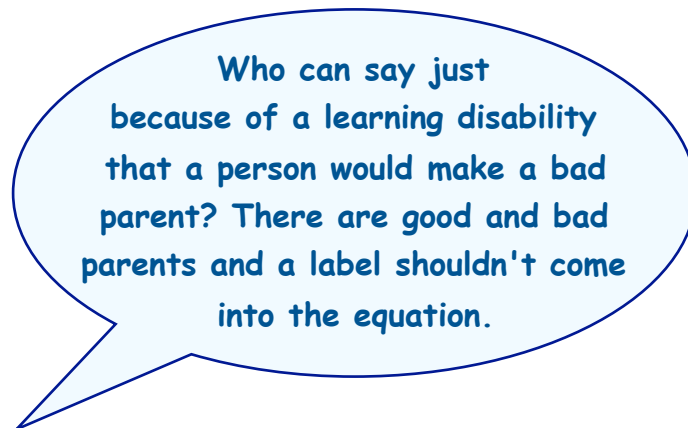 Who can say just
because of a learning disability
that a person would make a bad
parent? There are good and bad
parents and a label shouldn't come
into the equation.